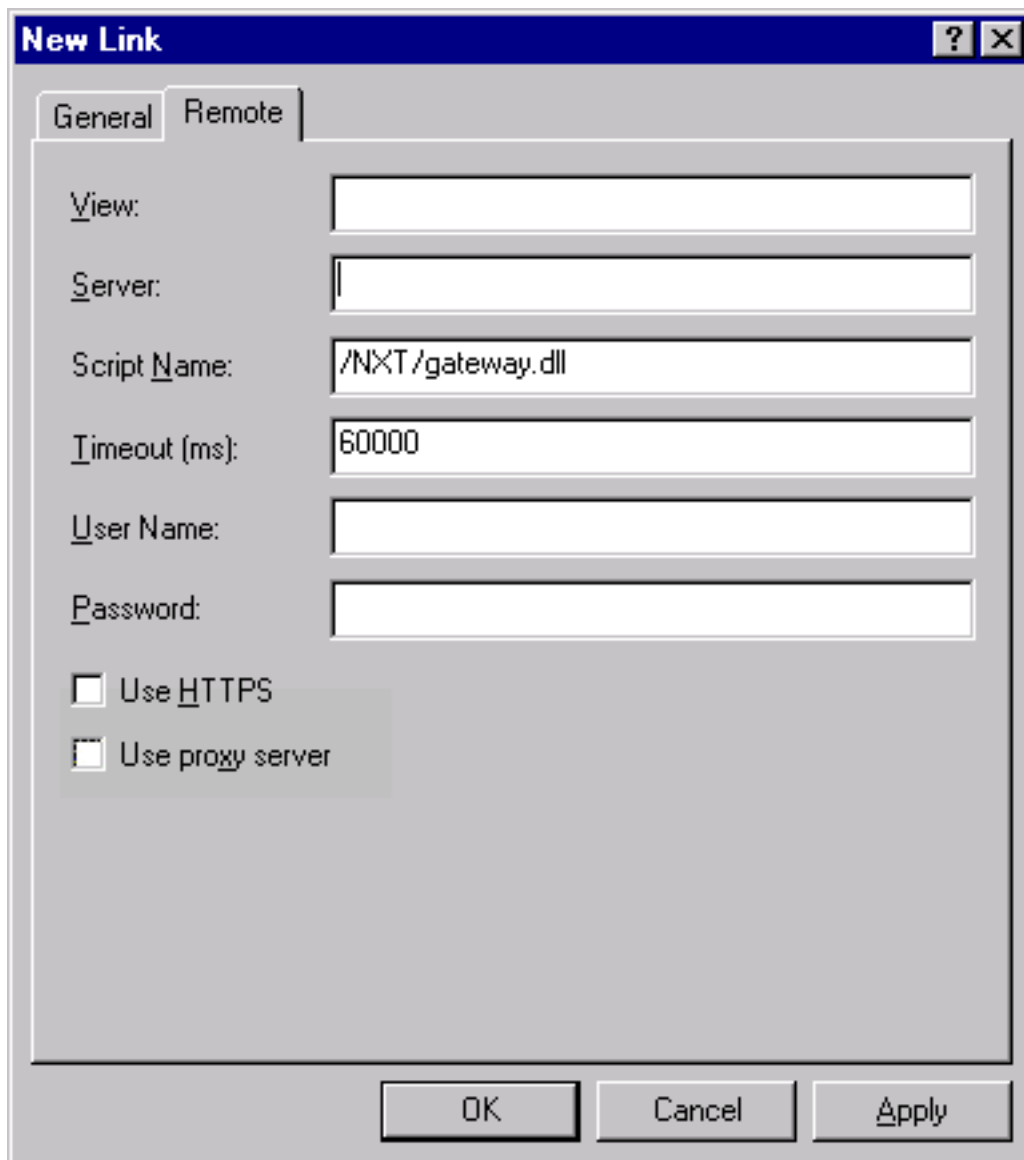 New Link
General Remote
View:
Server:
Script Name: /NXT/gateway.dll
Timeout (ms): 60000
User Name:
Password:
Use HTTPS
Use proxy server
OK Cancel Apply